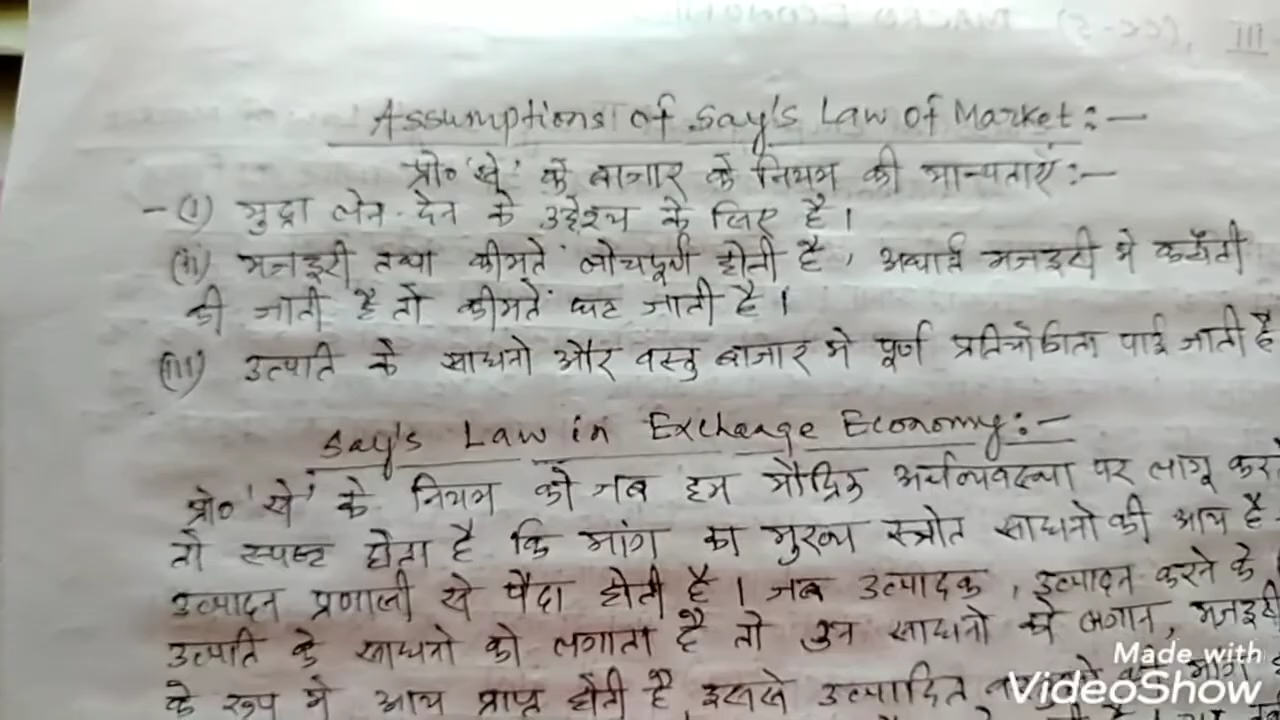 Assumptions of Say's Law of Market:-
प्रो० 'से' के बाजार के नियम की मान्यताएं:-
- (i) मुद्रा लेन-देन के उद्देश्य के लिए है।
(ii) मजदूरी तथा कीमतें लोचपूर्ण होती है, अर्थात मजदूरी मे कटौती
की जाती है तो कीमतें घट जाती है।
(iii) उत्पति के साधनो और वस्तु बाजार मे पूर्ण प्रतियोगिता पाई जाती है
Say's Law in Exchange Economy:-
प्रो० 'से' के नियम को जब हम मौद्रिक अर्थव्यवस्था पर लागू करते
तो स्पष्ट होता है कि मांग का मुख्य स्त्रोत साधनो की आय है
उत्पादन प्रणाली से पैदा होती है। जब उत्पादक, उत्पादन करने के
उत्पति के साधनो को लगाता है तो उन साधनो को लगान, मजदूरी
के रूप मे आय प्राप्त होती है इससे उत्पादित
Made with
VideoShow